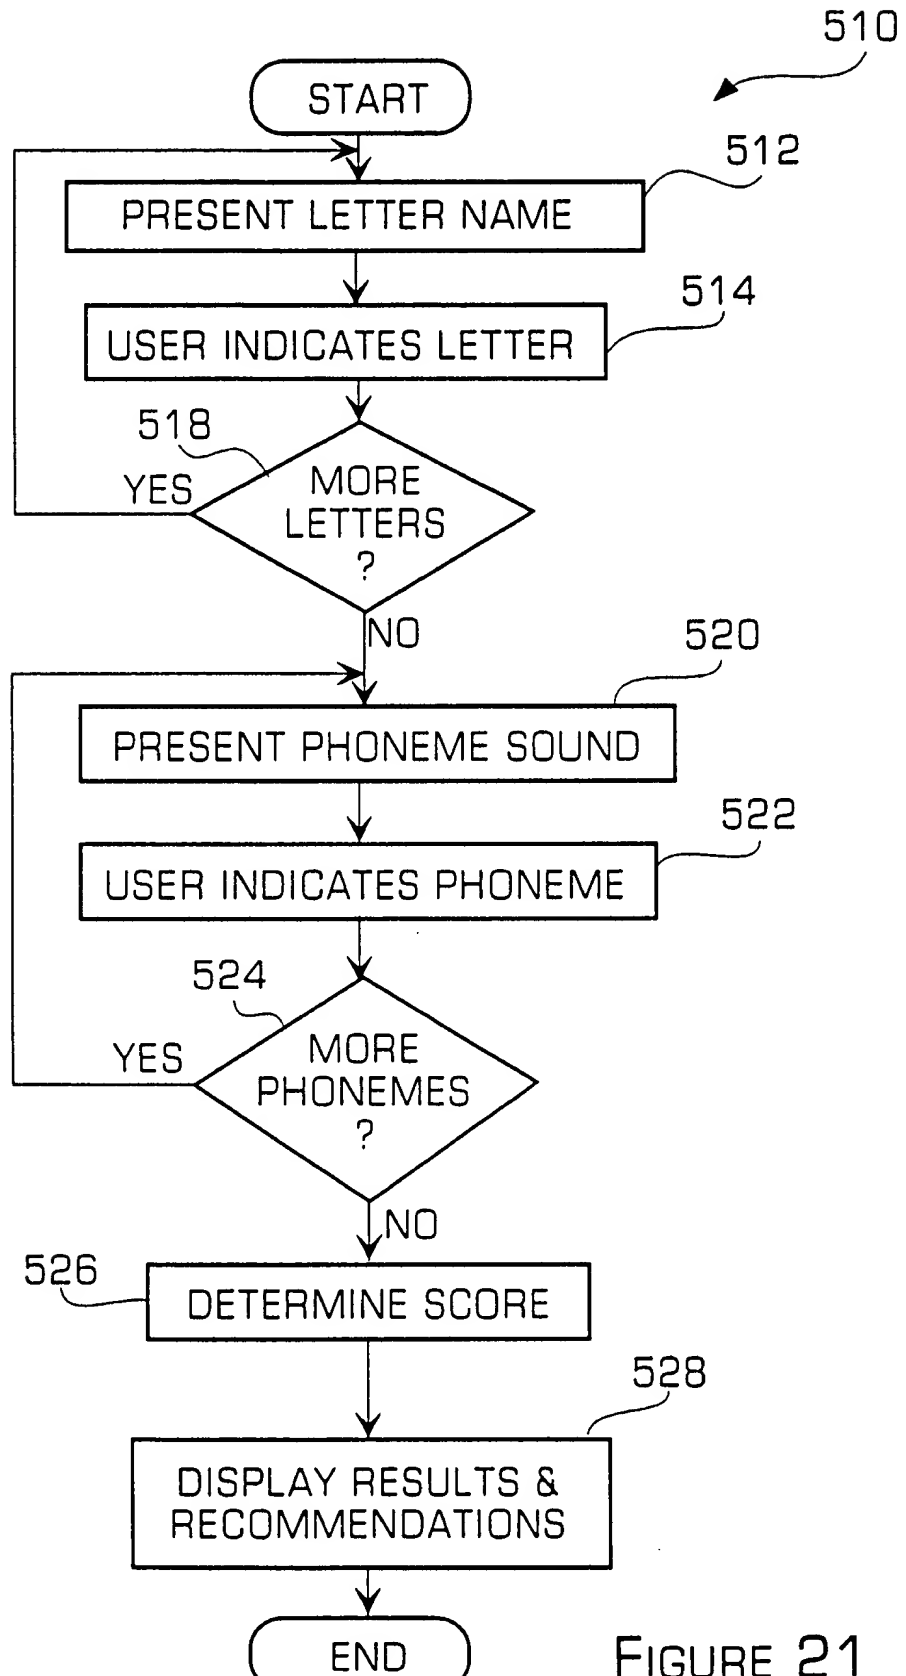 510
START
512
PRESENT LETTER NAME
514
USER INDICATES LETTER
518
YES
MORE
LETTERS
?
NO
520
PRESENT PHONEME SOUND
522
USER INDICATES PHONEME
524
YES
MORE
PHONEMES
?
NO
526
DETERMINE SCORE
528
DISPLAY RESULTS &
RECOMMENDATIONS
END
FIGURE 21